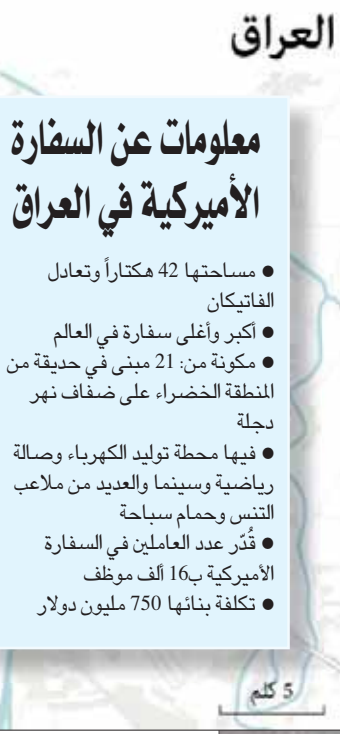 العراق
معلومات عن السفارة
الأميركية في العراق
● مساحتها 42 هكتاراً وتعادل
الفاتيكان
● أكبر وأغلى سفارة في العالم
● مكونة من: 21 مبنى في حديقة من
المنطقة الخضراء على ضفاف نهر
دجلة
● فيها محطة توليد الكهرباء وصالة
رياضية وسينما والعديد من ملاعب
التنس وحمام سباحة
● قُدّر عدد العاملين في السفارة
الأميركية ب16 ألف موظف
● تكلفة بنائها 750 مليون دولار
5 كلم